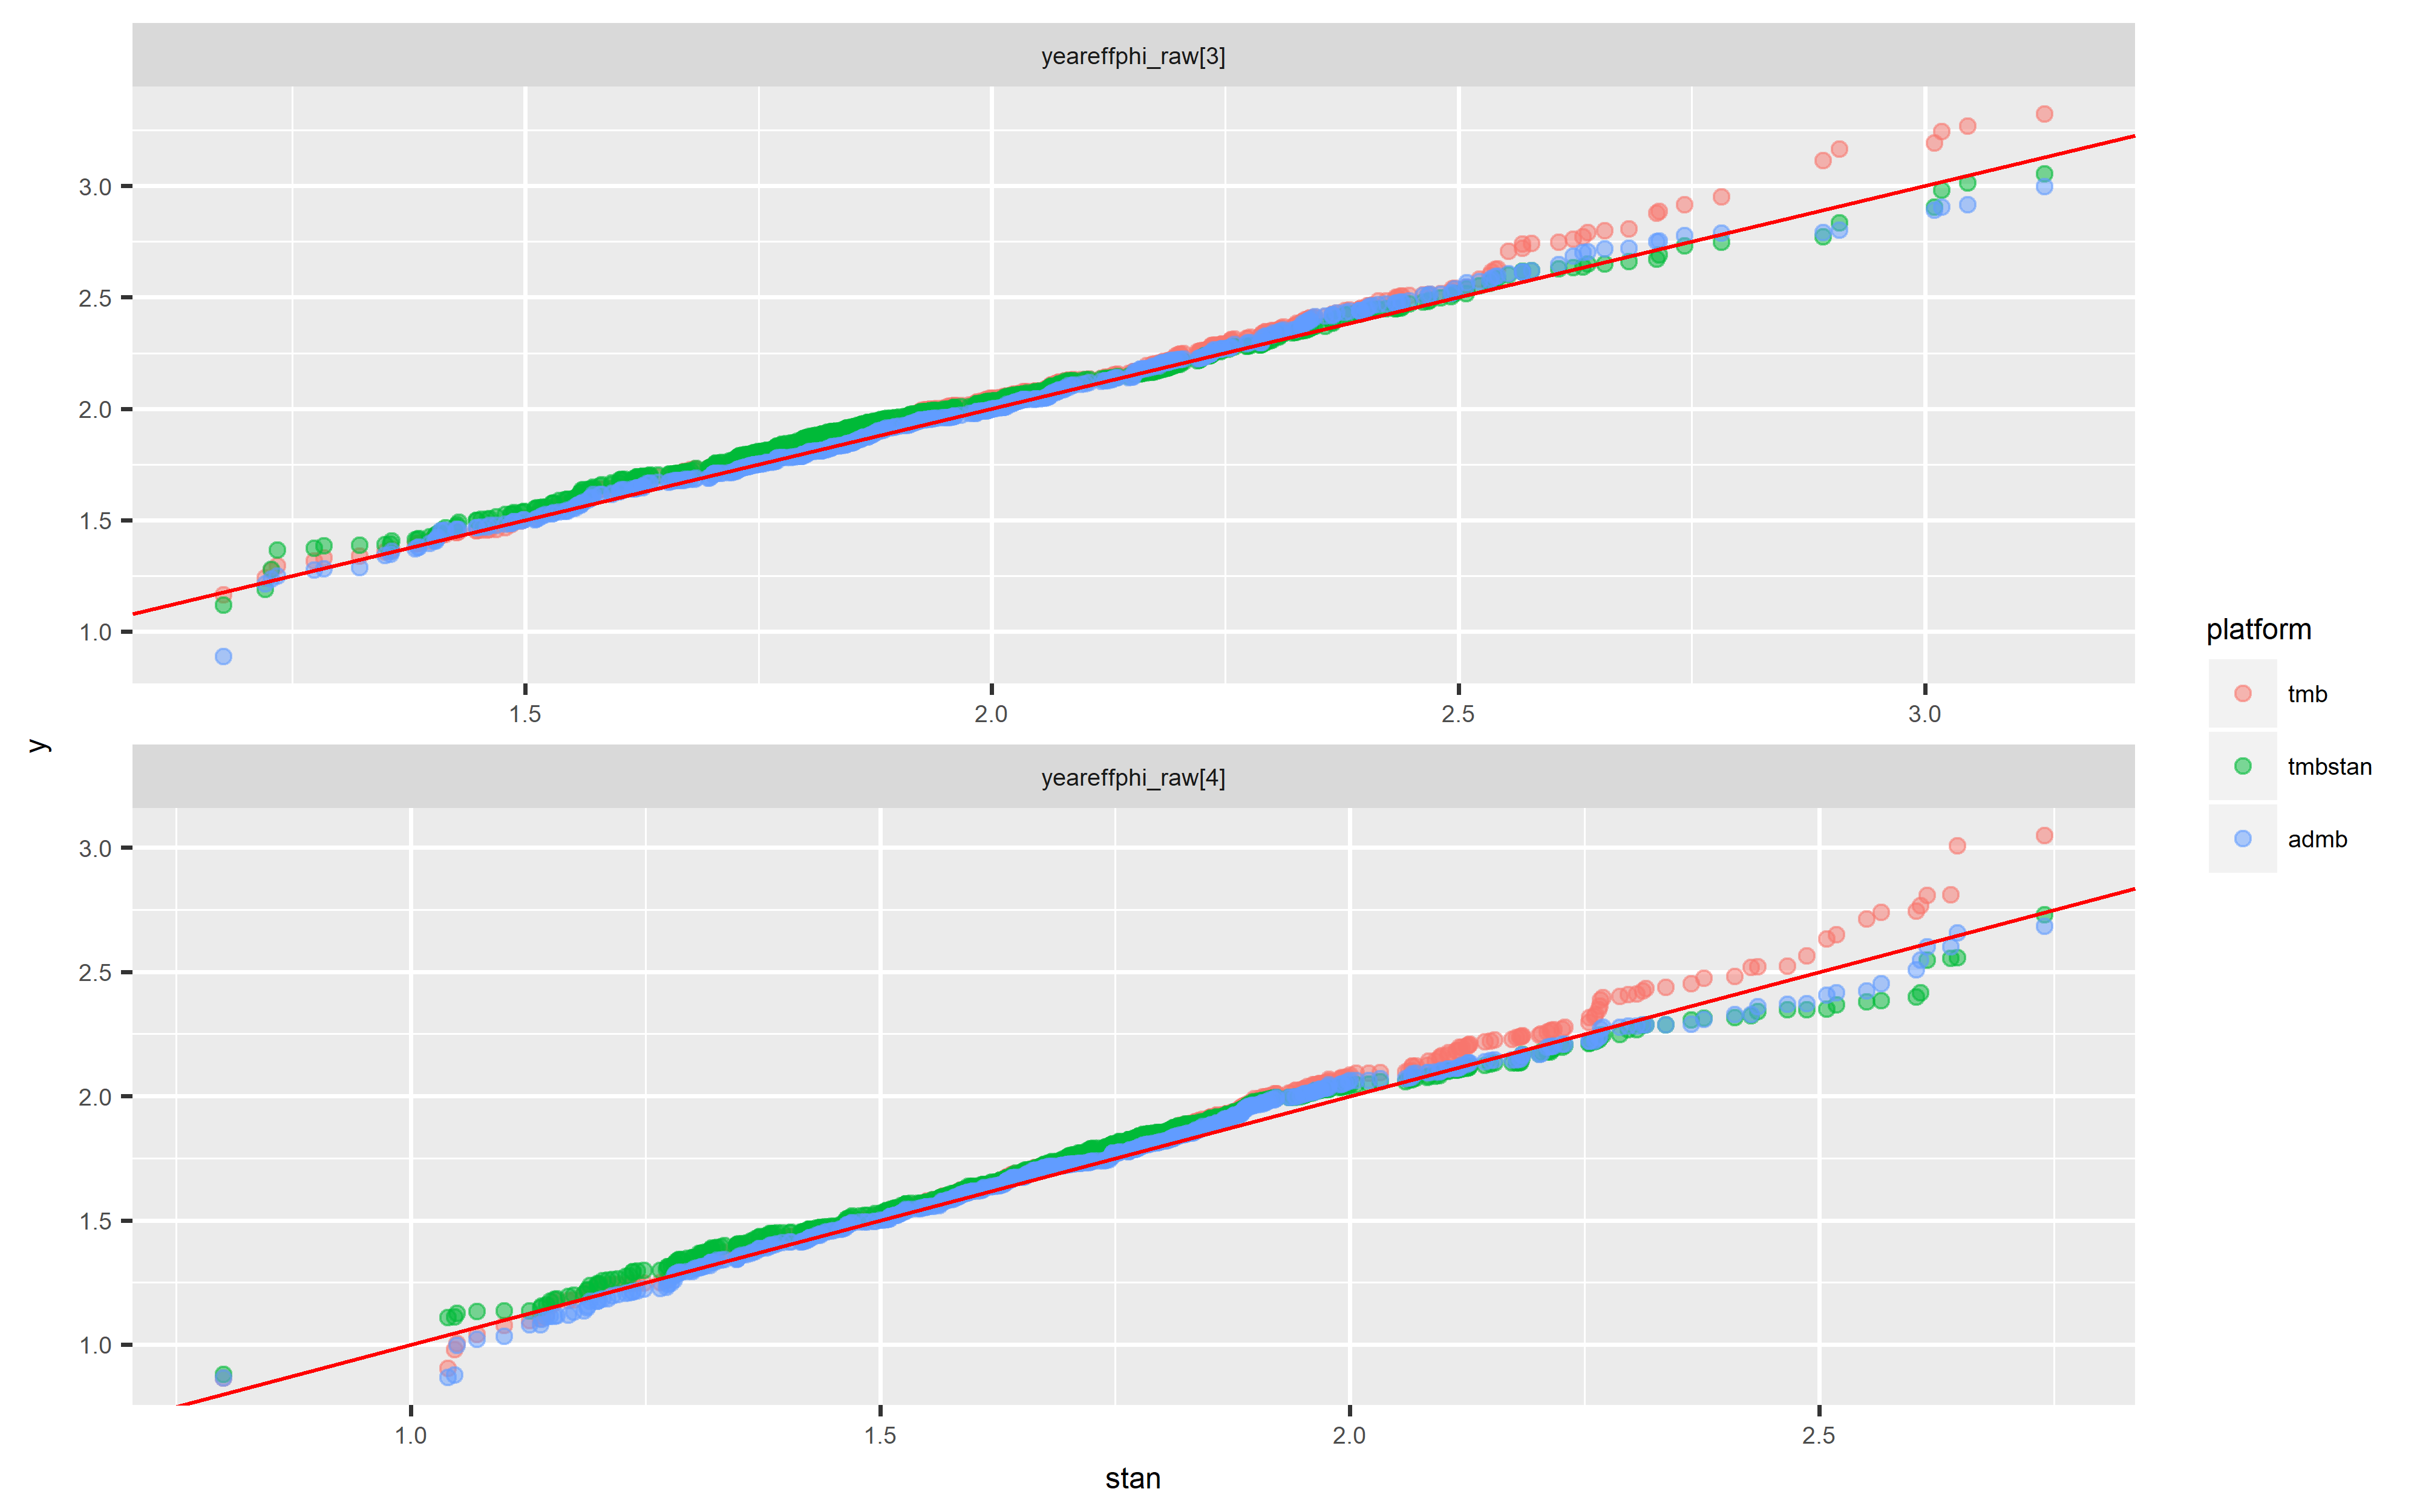 yeareffphi_raw[3]
3.0
2.5
2.0
1.5
1.0
1.5 2.0 2.5 3.0
y
yeareffphi_raw[4]
3.0
2.5
2.0
1.5
1.0
1.0 1.5 2.0 2.5
stan
platform
tmb
tmbstan
admb